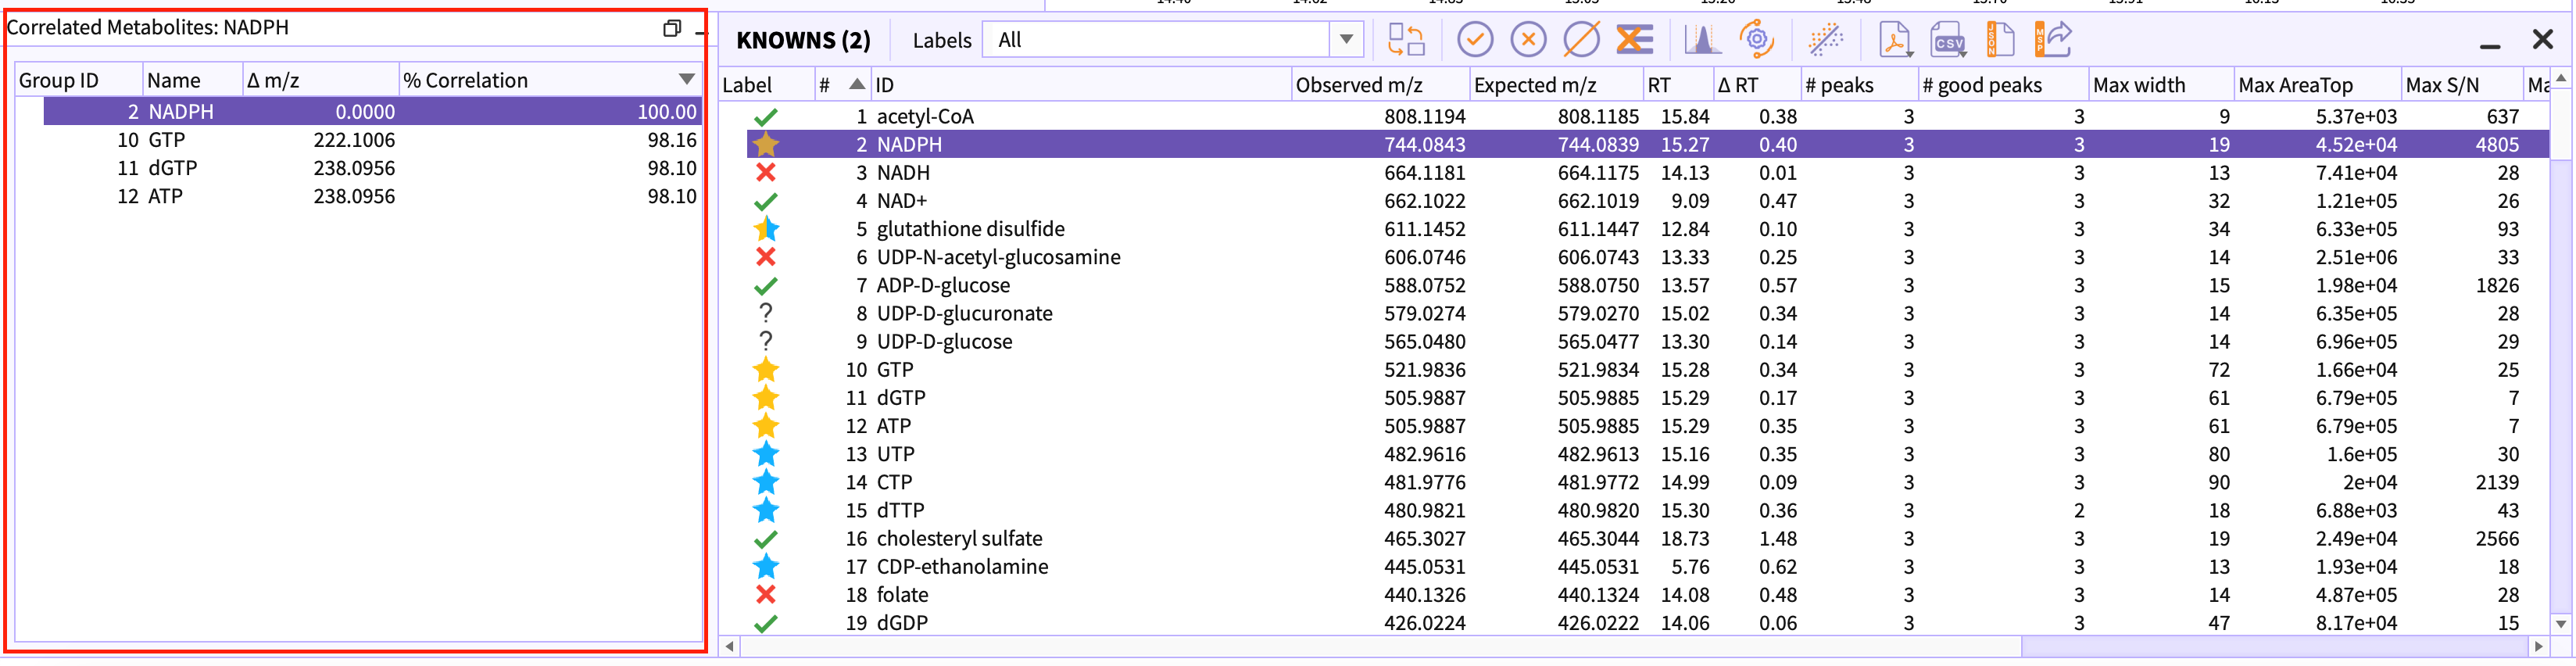 Correlated Metabolites: NADPH
Group ID Name Δ m/z % Correlation
2 NADPH 0.0000 100.00
10 GTP 222.1006 98.16
11 dGTP 238.0956 98.10
12 ATP 238.0956 98.10
KNOWNS (2) Labels All
CSV JSON MSP
Label # ID Observed m/z Expected m/z RT Δ RT # peaks # good peaks Max width Max AreaTop Max S/N
1 acetyl-CoA 808.1194 808.1185 15.84 0.38 3 3 9 5.37e+03 637
2 NADPH 744.0843 744.0839 15.27 0.40 3 3 19 4.52e+04 4805
3 NADH 664.1181 664.1175 14.13 0.01 3 3 13 7.41e+04 28
4 NAD+ 662.1022 662.1019 9.09 0.47 3 3 32 1.21e+05 26
5 glutathione disulfide 611.1452 611.1447 12.84 0.10 3 3 34 6.33e+05 93
6 UDP-N-acetyl-glucosamine 606.0746 606.0743 13.33 0.25 3 3 14 2.51e+06 33
7 ADP-D-glucose 588.0752 588.0750 13.57 0.57 3 3 15 1.98e+04 1826
? 8 UDP-D-glucuronate 579.0274 579.0270 15.02 0.34 3 3 14 6.35e+05 28
? 9 UDP-D-glucose 565.0480 565.0477 13.30 0.14 3 3 14 6.96e+05 29
10 GTP 521.9836 521.9834 15.28 0.34 3 3 72 1.66e+04 25
11 dGTP 505.9887 505.9885 15.29 0.17 3 3 61 6.79e+05 7
12 ATP 505.9887 505.9885 15.29 0.35 3 3 61 6.79e+05 7
13 UTP 482.9616 482.9613 15.16 0.35 3 3 80 1.6e+05 30
14 CTP 481.9776 481.9772 14.99 0.09 3 3 90 2e+04 2139
15 dTTP 480.9821 480.9820 15.30 0.36 3 2 18 6.88e+03 43
16 cholesteryl sulfate 465.3027 465.3044 18.73 1.48 3 3 19 2.49e+04 2566
17 CDP-ethanolamine 445.0531 445.0531 5.76 0.62 3 3 13 1.93e+04 18
18 folate 440.1326 440.1324 14.08 0.48 3 3 14 4.87e+05 28
19 dGDP 426.0224 426.0222 14.06 0.06 3 3 47 8.17e+04 15